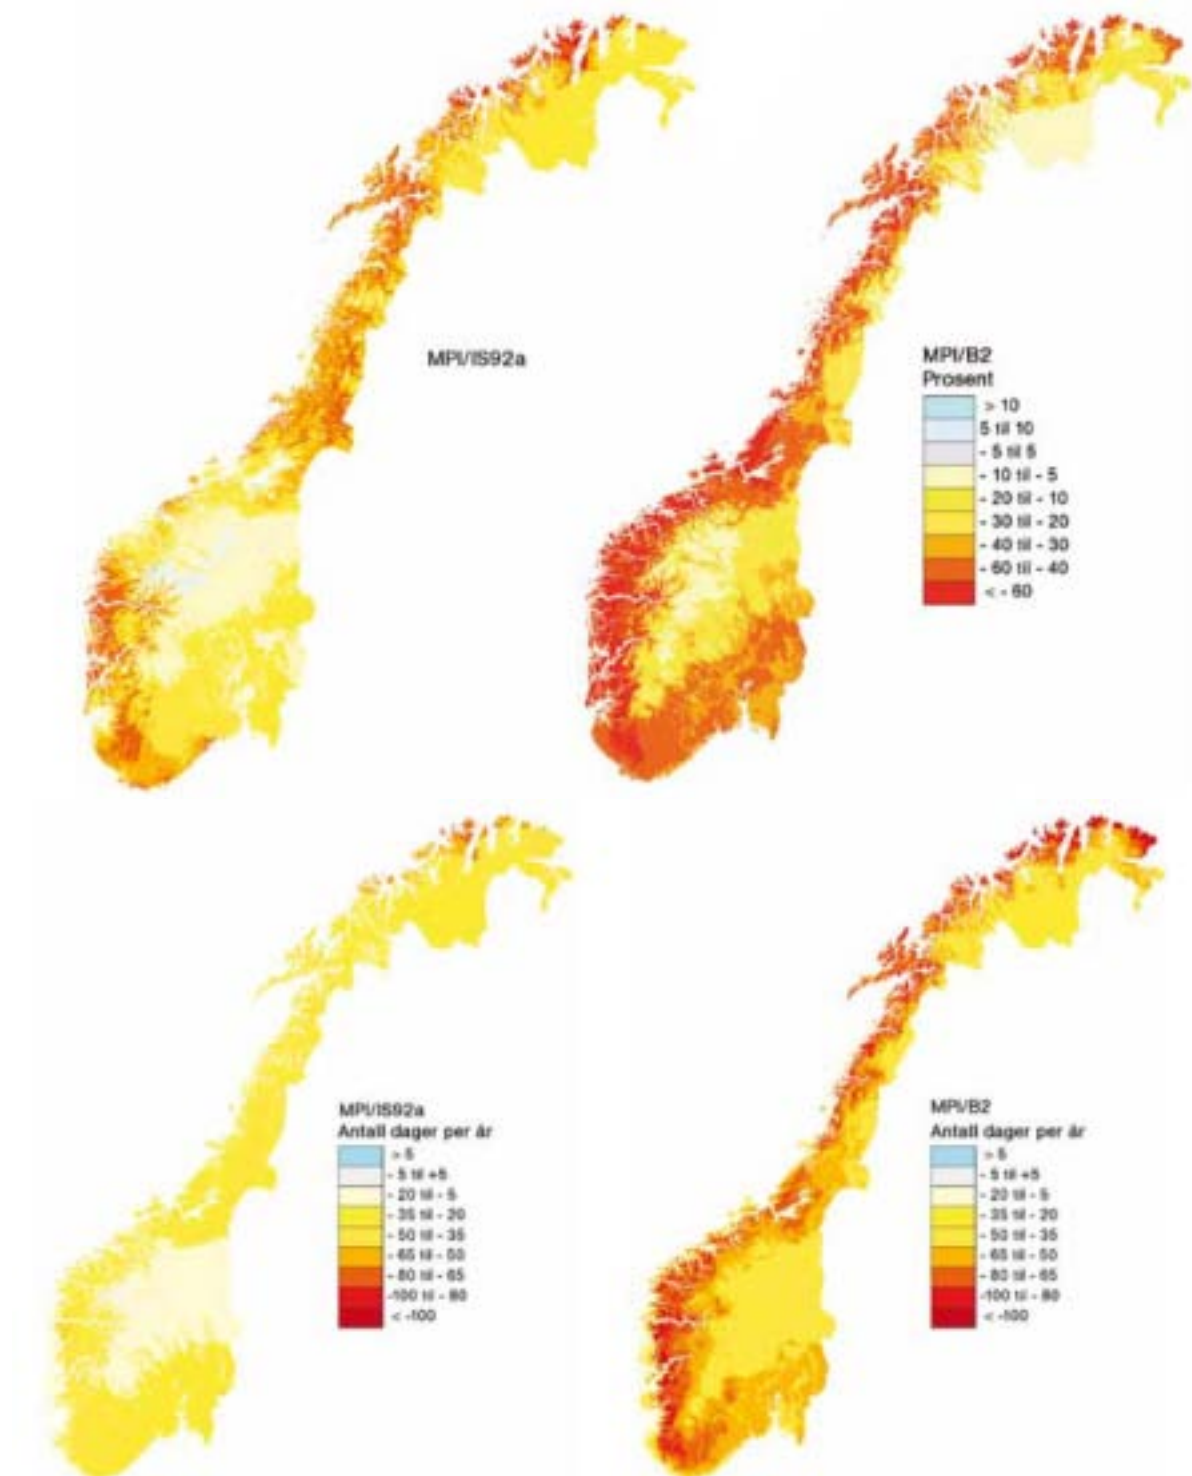 MPI/IS92a
MPI/B2
Prosent
> 10
5 til 10
- 5 til 5
- 10 til - 5
- 20 til - 10
- 30 til - 20
- 40 til - 30
- 60 til - 40
< - 60
MPI/IS92a
Antall dager per år
> 5
- 5 til +5
- 20 til - 5
- 35 til - 20
- 50 til - 35
- 65 til - 50
- 80 til - 65
-100 til - 80
< -100
MPI/B2
Antall dager per år
> 5
- 5 til +5
- 20 til - 5
- 35 til - 20
- 50 til - 35
- 65 til - 50
- 80 til - 65
-100 til - 80
< -100